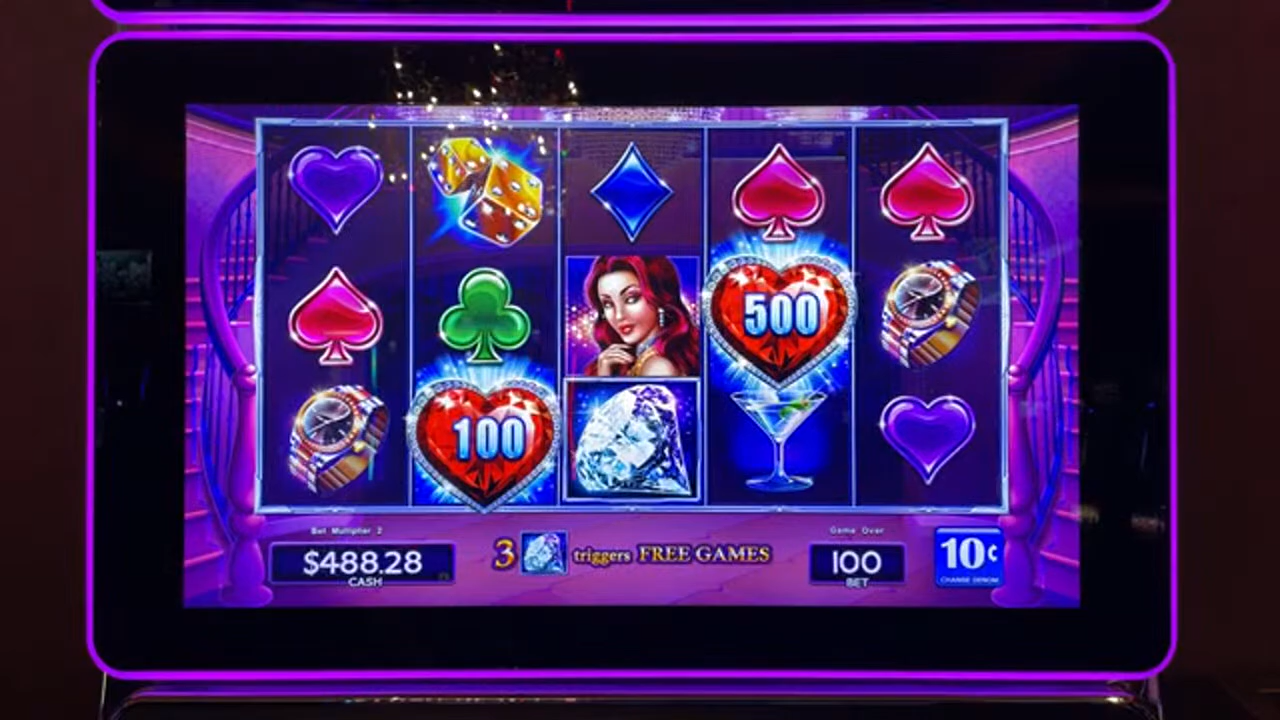 500
100
Bet Multiplier 2
Game Over
$488.28
CASH
3 triggers FREE GAMES
100
BET
10¢
CHANGE DENOM